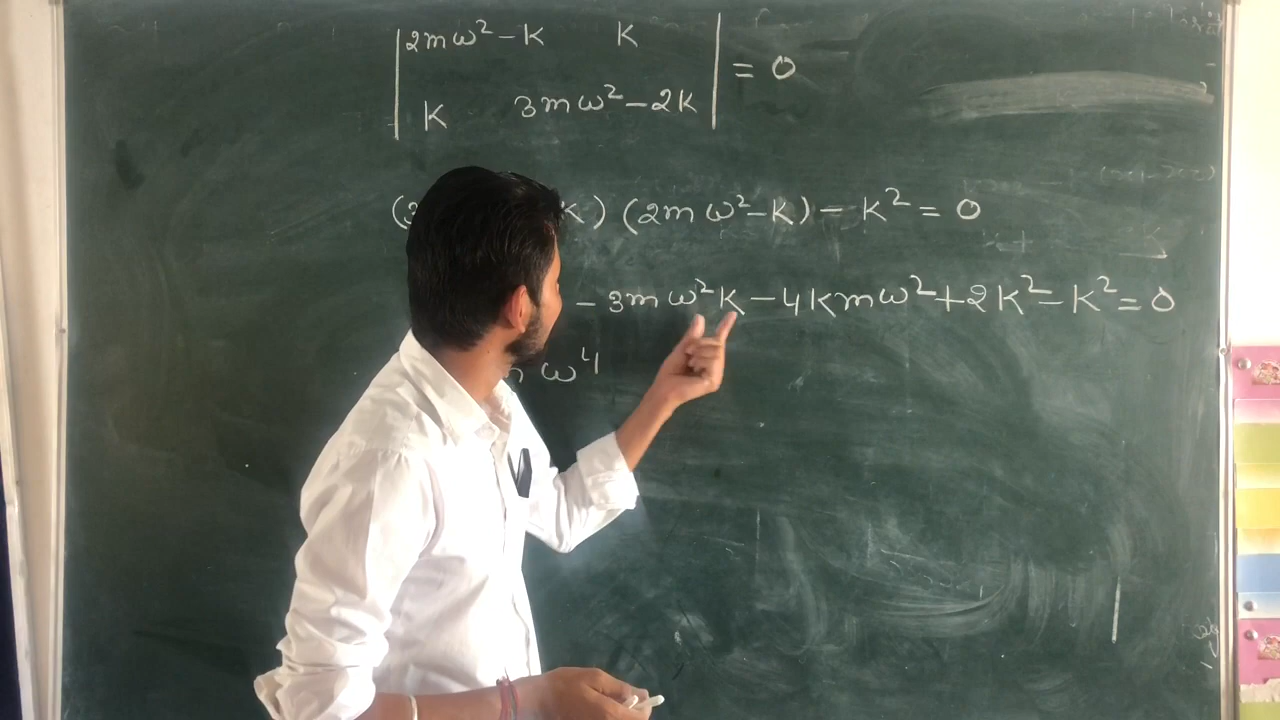 |2mω²-K K|
|K 3mω²-2K| = 0
(3 K) (2mω²-K) - K² = 0
- 3mω²K - 4Kmω² + 2K² - K² = 0
ω⁴